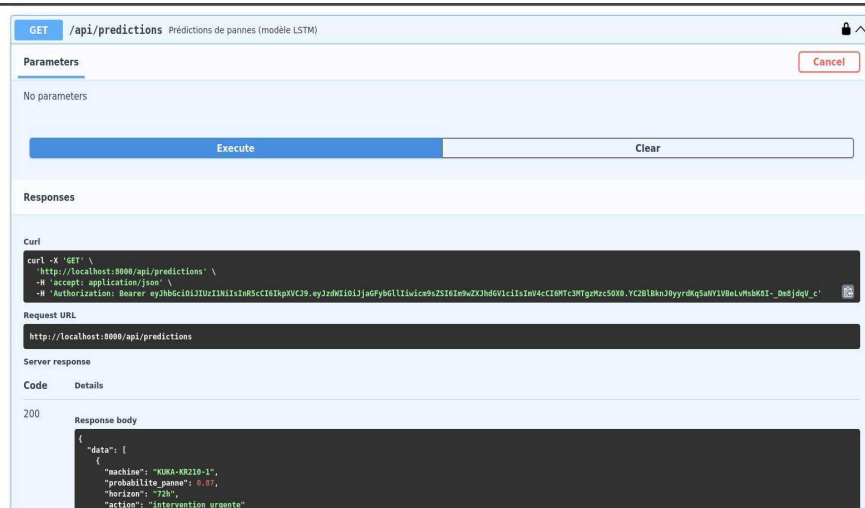 GET /api/predictions Prédictions de pannes (modèle LSTM)
Parameters
Cancel
No parameters
Execute
Clear
Responses
Curl
curl -X 'GET' \
'http://localhost:8000/api/predictions' \
-H 'accept: application/json' \
-H 'Authorization: Bearer
Request URL
http://localhost:8000/api/predictions
Server response
Code Details
200
Response body
{
"data": [
{
"machine": "KUKA-KR210-1",
"probabilite_panne": 0.87,
"horizon": "72h",
"action": "intervention urgente"